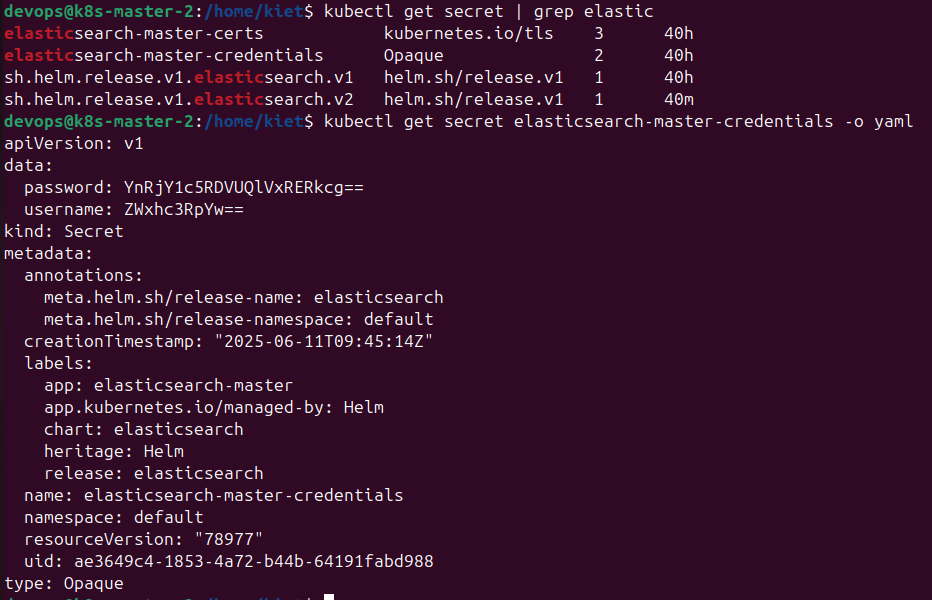 devops@k8s-master-2:/home/kiet$ kubectl get secret | grep elastic
elasticsearch-master-certs            kubernetes.io/tls    3      40h
elasticsearch-master-credentials      Opaque               2      40h
sh.helm.release.v1.elasticsearch.v1   helm.sh/release.v1   1      40h
sh.helm.release.v1.elasticsearch.v2   helm.sh/release.v1   1      40m
devops@k8s-master-2:/home/kiet$ kubectl get secret elasticsearch-master-credentials -o yaml
apiVersion: v1
data:
  password: YnRjY1c5RDVUQlVxRERkcg==
  username: ZWxhc3RpYw==
kind: Secret
metadata:
  annotations:
    meta.helm.sh/release-name: elasticsearch
    meta.helm.sh/release-namespace: default
  creationTimestamp: "2025-06-11T09:45:14Z"
  labels:
    app: elasticsearch-master
    app.kubernetes.io/managed-by: Helm
    chart: elasticsearch
    heritage: Helm
    release: elasticsearch
  name: elasticsearch-master-credentials
  namespace: default
  resourceVersion: "78977"
  uid: ae3649c4-1853-4a72-b44b-64191fabd988
type: Opaque